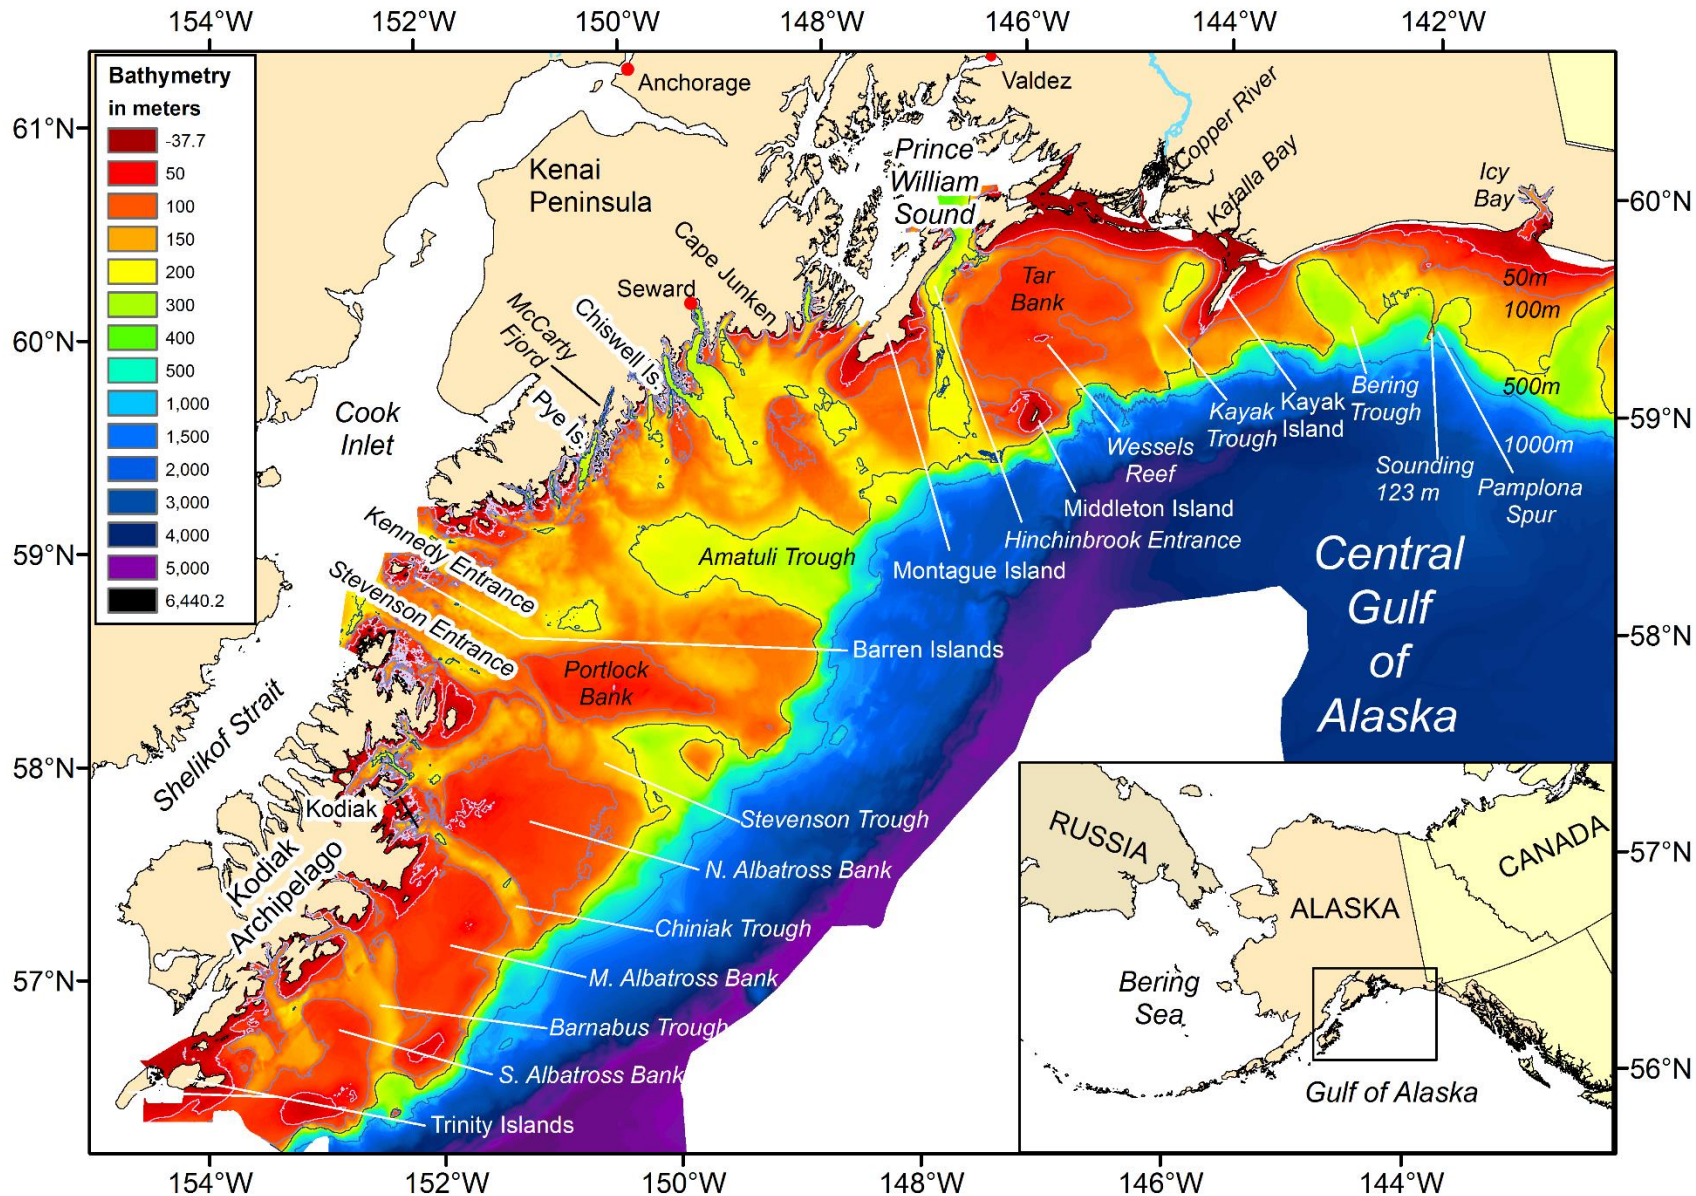 154°W
152°W
150°W
148°W
146°W
144°W
142°W
Bathymetry
in meters
-37.7
50
100
150
200
300
400
500
1,000
1,500
2,000
3,000
4,000
5,000
6,440.2
61°N
60°N
59°N
58°N
57°N
60°N
59°N
58°N
57°N
56°N
Anchorage
Valdez
Kenai
Peninsula
Prince
William
Sound
Copper River
Katalla Bay
Icy
Bay
Cape Junken
Seward
McCarty
Fjord
Chiswell Is.
Pye Is.
Cook
Inlet
Tar
Bank
50m
100m
500m
1000m
Kayak
Trough
Kayak
Island
Bering
Trough
Wessels
Reef
Sounding
123 m
Pamplona
Spur
Middleton Island
Hinchinbrook Entrance
Montague Island
Kennedy Entrance
Stevenson Entrance
Amatuli Trough
Barren Islands
Portlock
Bank
Central
Gulf
of
Alaska
Shelikof Strait
Kodiak
Kodiak
Archipelago
Stevenson Trough
N. Albatross Bank
Chiniak Trough
M. Albatross Bank
Barnabus Trough
S. Albatross Bank
Trinity Islands
RUSSIA
ALASKA
CANADA
Bering
Sea
Gulf of Alaska
154°W
152°W
150°W
148°W
146°W
144°W